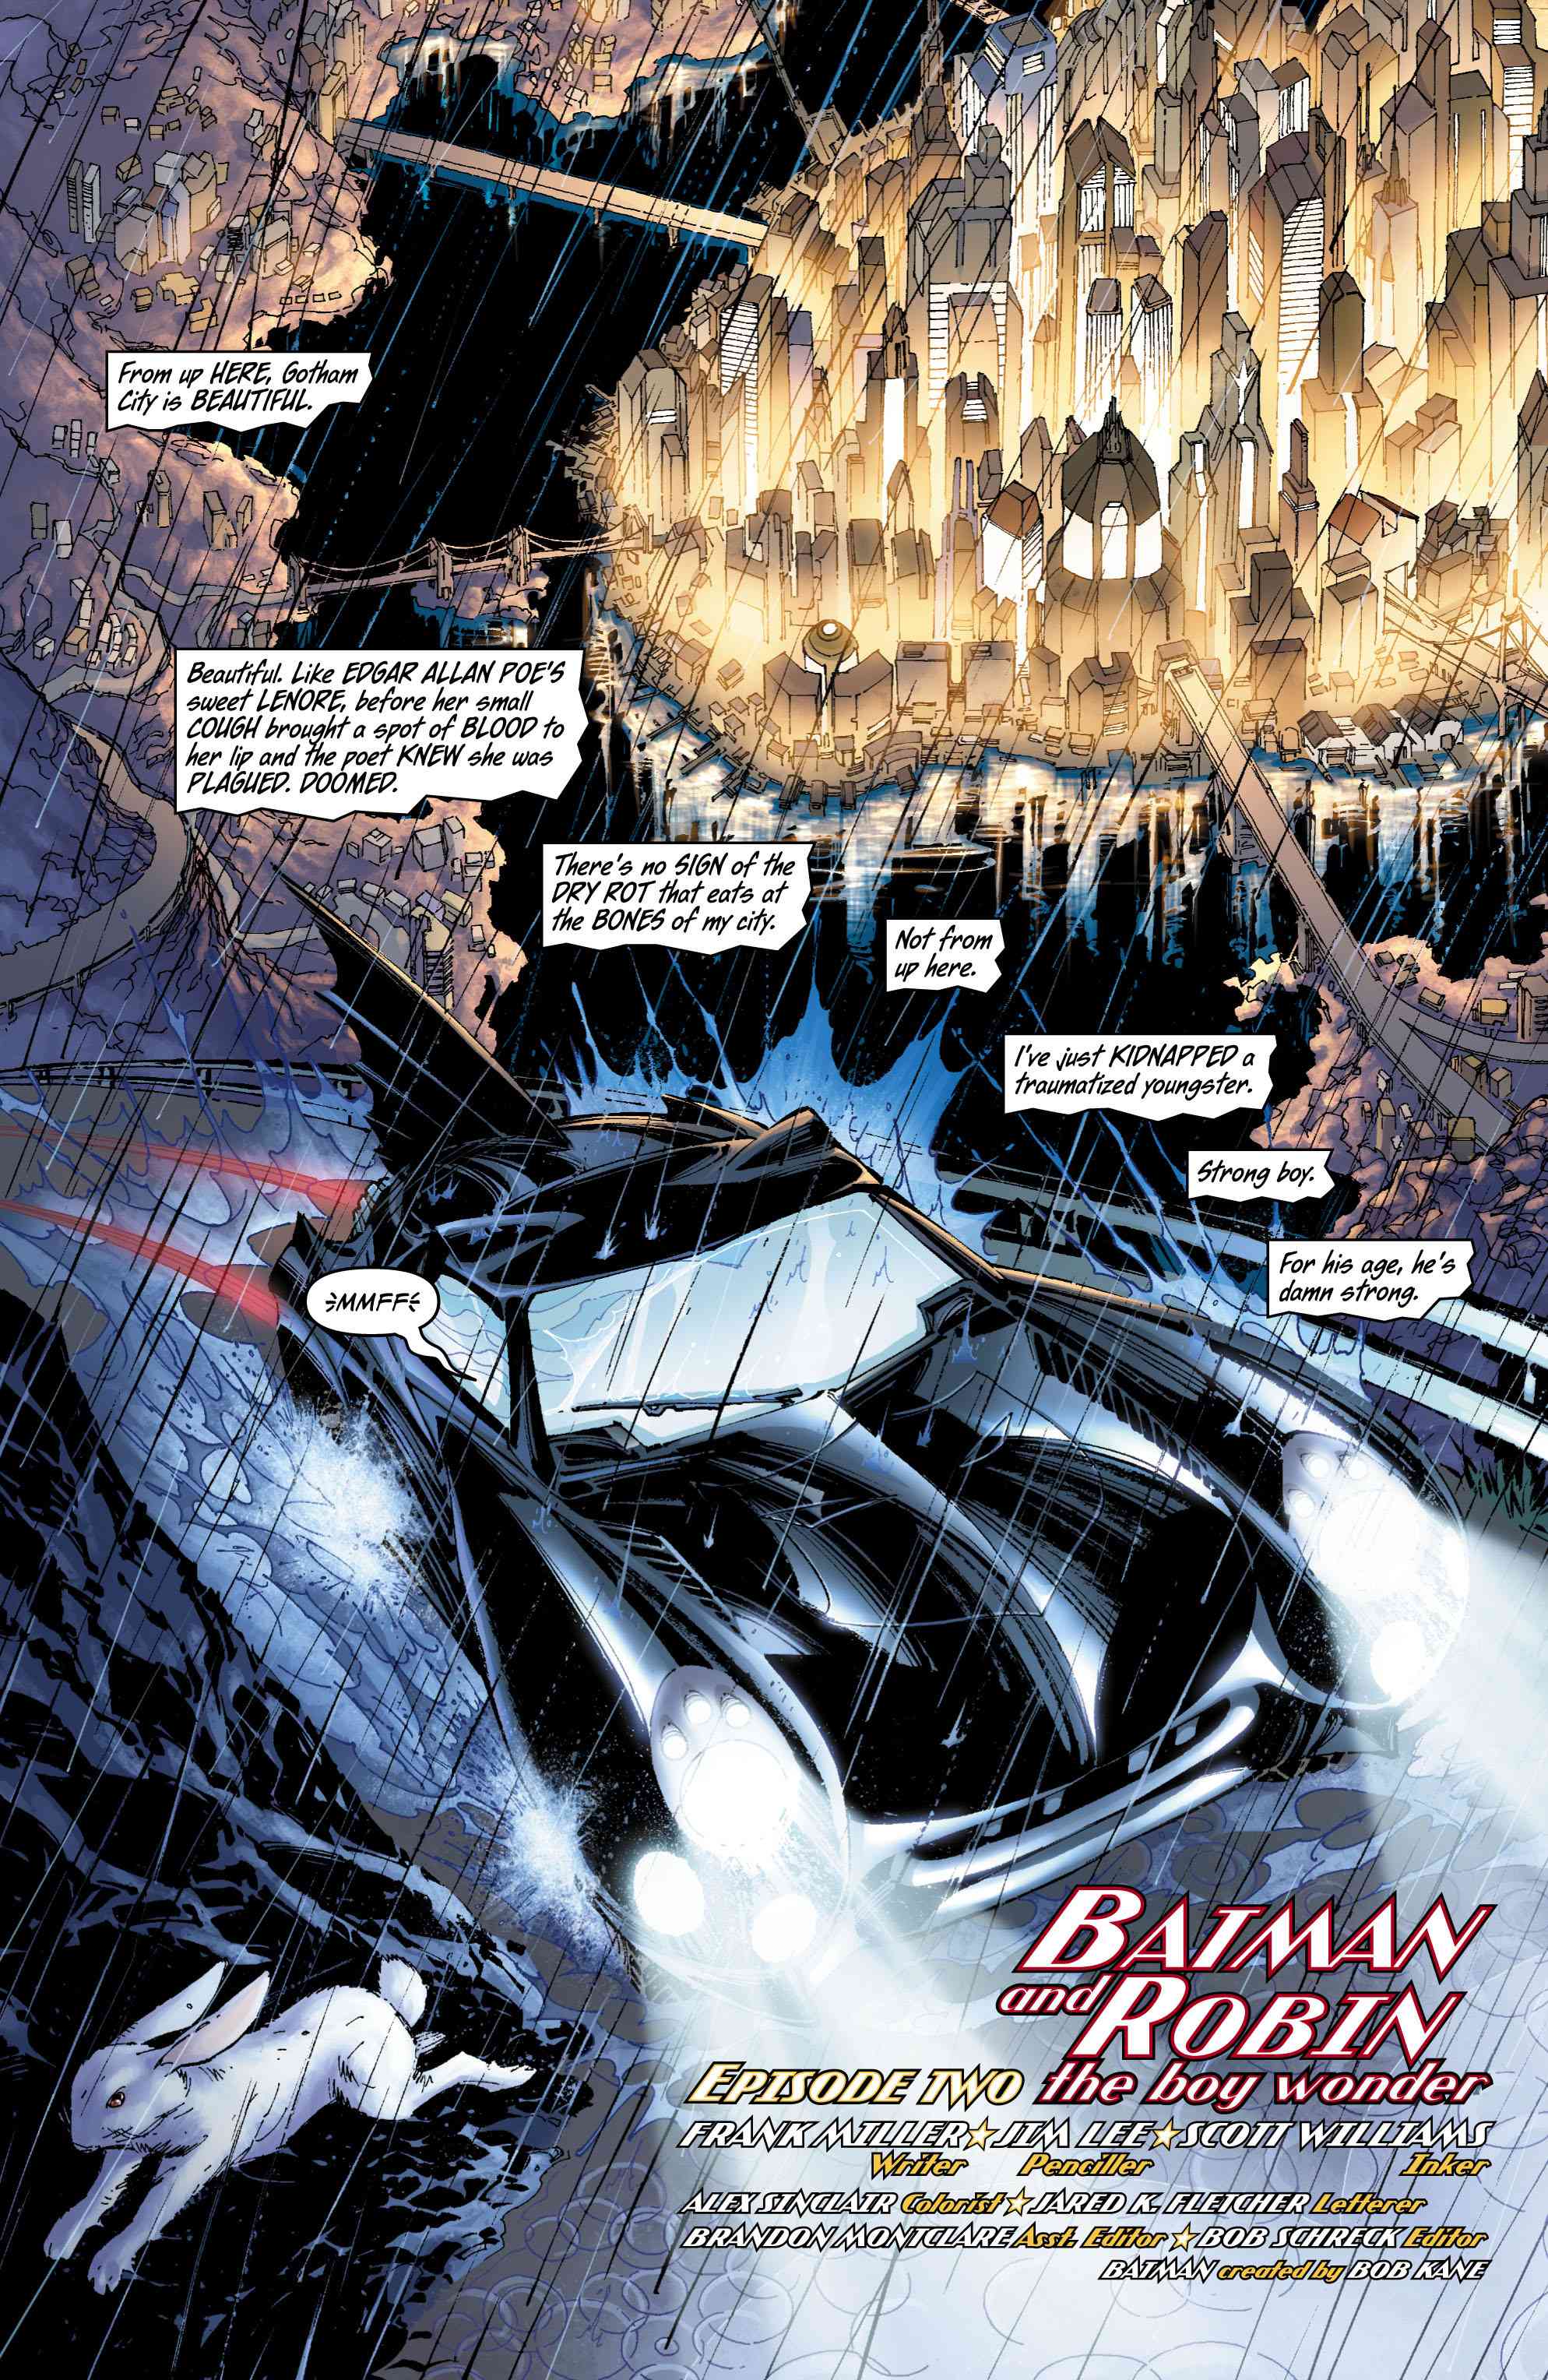 From up HERE, Gotham
City is BEAUTIFUL.
Beautiful. Like EDGAR ALLAN POE'S
sweet LENORE, before her small
COUGH brought a spot of BLOOD to
her lip and the poet KNEW she was
PLAGUED. DOOMED.
There's no SIGN of the
DRY ROT that eats at
the BONES of my city.
Not from
up here.
I've just KIDNAPPED a
traumatized youngster.
Strong boy.
For his age, he's
damn strong.
MMFF
BATMAN
and ROBIN
EPISODE TWO the boy wonder
FRANK MILLER★JIM LEE★SCOTT WILLIAMS
Writer Penciller Inker
ALEX SINCLAIR Colorist★JARED K. FLETCHER Letterer
BRANDON MONTCLARE Asst. Editor★BOB SCHRECK Editor
BATMAN created by BOB KANE